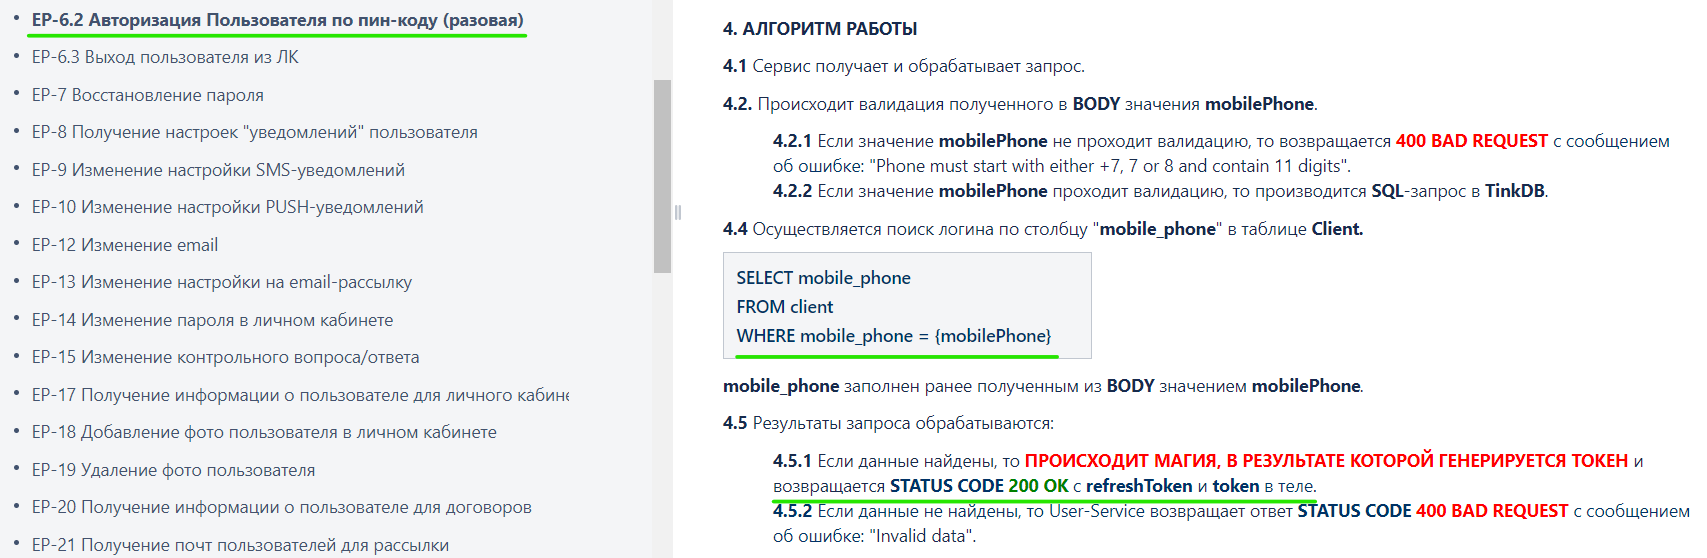 EP-6.2 Авторизация Пользователя по пин-коду (разовая)
EP-6.3 Выход пользователя из ЛК
EP-7 Восстановление пароля
EP-8 Получение настроек "уведомлений" пользователя
EP-9 Изменение настройки SMS-уведомлений
EP-10 Изменение настройки PUSH-уведомлений
EP-12 Изменение email
EP-13 Изменение настройки на email-рассылку
EP-14 Изменение пароля в личном кабинете
EP-15 Изменение контрольного вопроса/ответа
EP-17 Получение информации о пользователе для личного кабине
EP-18 Добавление фото пользователя в личном кабинете
EP-19 Удаление фото пользователя
EP-20 Получение информации о пользователе для договоров
EP-21 Получение почт пользователей для рассылки
4. АЛГОРИТМ РАБОТЫ
4.1 Сервис получает и обрабатывает запрос.
4.2. Происходит валидация полученного в BODY значения mobilePhone.
4.2.1 Если значение mobilePhone не проходит валидацию, то возвращается 400 BAD REQUEST с сообщением
об ошибке: "Phone must start with either +7, 7 or 8 and contain 11 digits".
4.2.2 Если значение mobilePhone проходит валидацию, то производится SQL-запрос в TinkDB.
4.4 Осуществляется поиск логина по столбцу "mobile_phone" в таблице Client.
SELECT mobile_phone
FROM client
WHERE mobile_phone = {mobilePhone}
mobile_phone заполнен ранее полученным из BODY значением mobilePhone.
4.5 Результаты запроса обрабатываются:
4.5.1 Если данные найдены, то ПРОИСХОДИТ МАГИЯ, В РЕЗУЛЬТАТЕ КОТОРОЙ ГЕНЕРИРУЕТСЯ ТОКЕН и
возвращается STATUS CODE 200 OK с refreshToken и token в теле.
4.5.2 Если данные не найдены, то User-Service возвращает ответ STATUS CODE 400 BAD REQUEST с сообщением
об ошибке: "Invalid data".